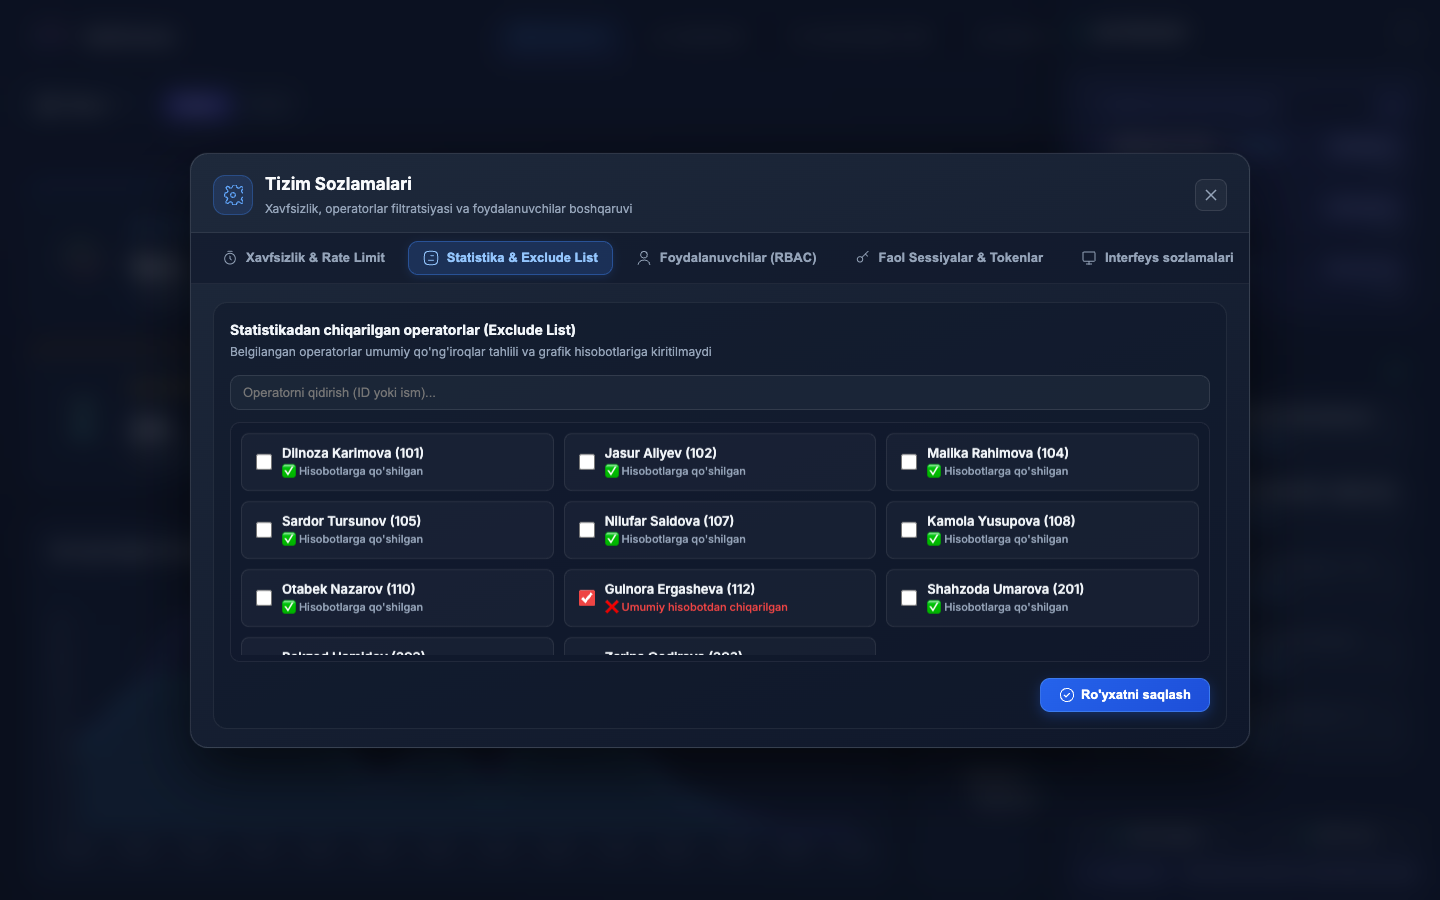 Tizim Sozlamalari
Xavfsizlik, operatorlar filtratsiyasi va foydalanuvchilar boshqaruvi
Xavfsizlik & Rate Limit
Statistika & Exclude List
Foydalanuvchilar (RBAC)
Faol Sessiyalar & Tokenlar
Interfeys sozlamalari
Statistikadan chiqarilgan operatorlar (Exclude List)
Belgilangan operatorlar umumiy qo'ng'iroqlar tahlili va grafik hisobotlariga kiritilmaydi
Operatorni qidirish (ID yoki ism)...
Dilnoza Karimova (101)
✅ Hisobotlarga qo'shilgan
Jasur Aliyev (102)
✅ Hisobotlarga qo'shilgan
Malika Rahimova (104)
✅ Hisobotlarga qo'shilgan
Sardor Tursunov (105)
✅ Hisobotlarga qo'shilgan
Nilufar Saidova (107)
✅ Hisobotlarga qo'shilgan
Kamola Yusupova (108)
✅ Hisobotlarga qo'shilgan
Otabek Nazarov (110)
✅ Hisobotlarga qo'shilgan
Gulnora Ergasheva (112)
❌ Umumiy hisobotdan chiqarilgan
Shahzoda Umarova (201)
✅ Hisobotlarga qo'shilgan
Ro'yxatni saqlash